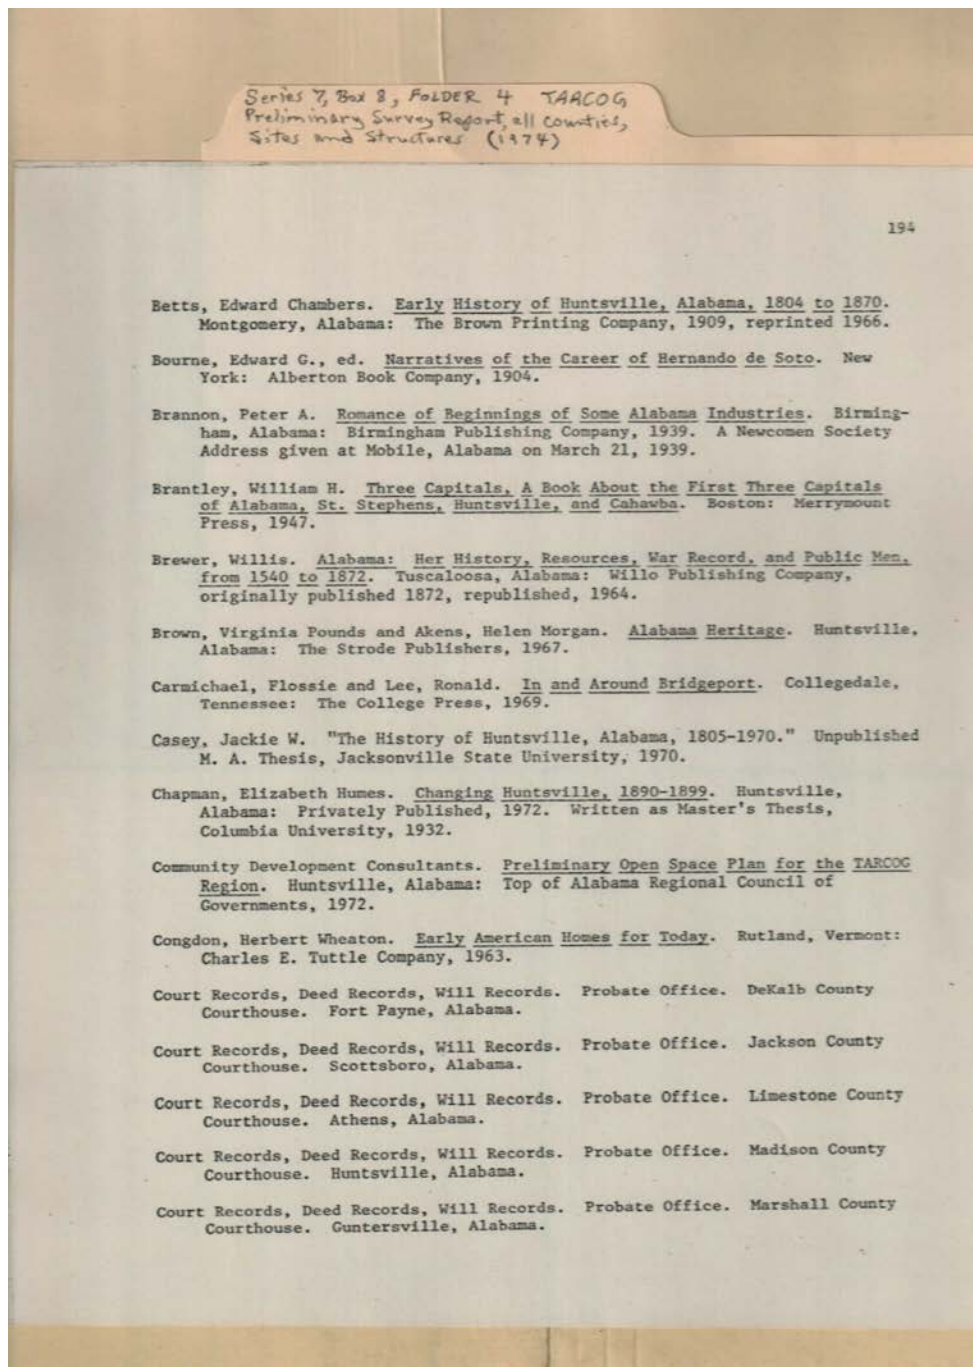 Series 7, Box 8, FOLDER 4 TARCOG
Preliminary Survey Report, all counties,
Sites and Structures (1974)
194
Betts, Edward Chambers. Early History of Huntsville, Alabama, 1804 to 1870.
Montgomery, Alabama: The Brown Printing Company, 1909, reprinted 1966.
Bourne, Edward G., ed. Narratives of the Career of Hernando de Soto. New
York: Alberton Book Company, 1904.
Brannon, Peter A. Romance of Beginnings of Some Alabama Industries. Birming-
ham, Alabama: Birmingham Publishing Company, 1939. A Newcomen Society
Address given at Mobile, Alabama on March 21, 1939.
Brantley, William H. Three Capitals, A Book About the First Three Capitals
of Alabama, St. Stephens, Huntsville, and Cahawba. Boston: Merrymount
Press, 1947.
Brewer, Willis. Alabama: Her History, Resources, War Record, and Public Men,
from 1540 to 1872. Tuscaloosa, Alabama: Willo Publishing Company,
originally published 1872, republished, 1964.
Brown, Virginia Pounds and Akens, Helen Morgan. Alabama Heritage. Huntsville,
Alabama: The Strode Publishers, 1967.
Carmichael, Flossie and Lee, Ronald. In and Around Bridgeport. Collegedale,
Tennessee: The College Press, 1969.
Casey, Jackie W. "The History of Huntsville, Alabama, 1805-1970." Unpublished
M. A. Thesis, Jacksonville State University, 1970.
Chapman, Elizabeth Humes. Changing Huntsville, 1890-1899. Huntsville,
Alabama: Privately Published, 1972. Written as Master's Thesis,
Columbia University, 1932.
Community Development Consultants. Preliminary Open Space Plan for the TARCOG
Region. Huntsville, Alabama: Top of Alabama Regional Council of
Governments, 1972.
Congdon, Herbert Wheaton. Early American Homes for Today. Rutland, Vermont:
Charles E. Tuttle Company, 1963.
Court Records, Deed Records, Will Records. Probate Office. DeKalb County
Courthouse. Fort Payne, Alabama.
Court Records, Deed Records, Will Records. Probate Office. Jackson County
Courthouse. Scottsboro, Alabama.
Court Records, Deed Records, Will Records. Probate Office. Limestone County
Courthouse. Athens, Alabama.
Court Records, Deed Records, Will Records. Probate Office. Madison County
Courthouse. Huntsville, Alabama.
Court Records, Deed Records, Will Records. Probate Office. Marshall County
Courthouse. Guntersville, Alabama.